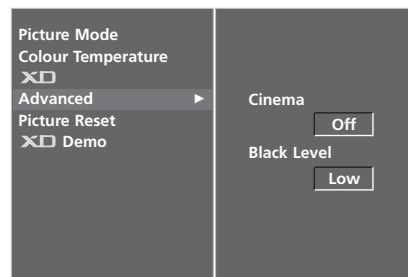 Picture Mode
Colour Temperature
XD
Advanced ►
Picture Reset
XD Demo
Cinema
Off
Black Level
Low